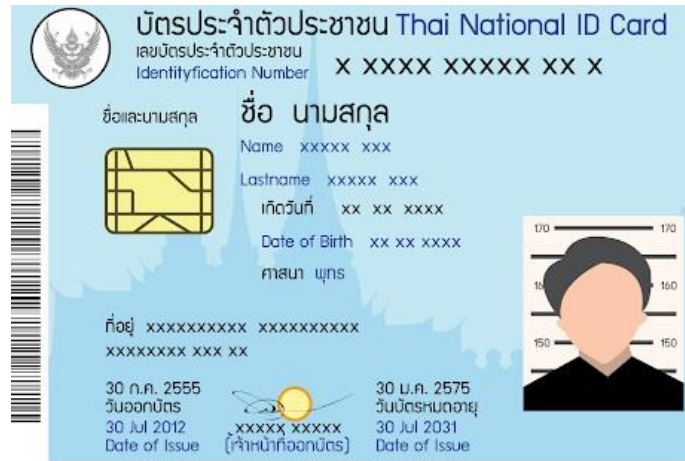 บัตรประจำตัวประชาชน Thai National ID Card
เลขบัตรประจำตัวประชาชน
Identityfication Number X XXXX XXXXX XX X
ชื่อและนามสกุล ชื่อ นามสกุล
Name xxxxx xxx
Lastname xxxxx xxx
เกิดวันที่ xx xx xxxx
Date of Birth xx xx xxxx
ศาสนา พุทธ
ที่อยู่ xxxxxxxxxx xxxxxxxxxx
xxxxxxxx xxx xx
170 170
160
150 150
30 ก.ค. 2555
วันออกบัตร
30 Jul 2012
Date of Issue
xxxxx xxxxx
(เจ้าหน้าที่ออกบัตร)
30 ม.ค. 2575
วันบัตรหมดอายุ
30 Jul 2031
Date of Issue